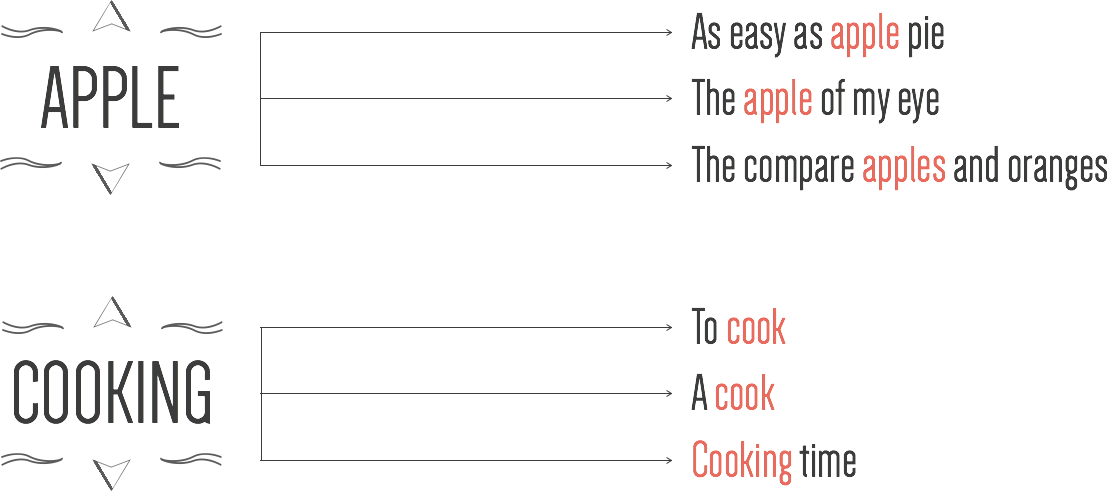 APPLE
As easy as apple pie
The apple of my eye
The compare apples and oranges
COOKING
To cook
A cook
Cooking time